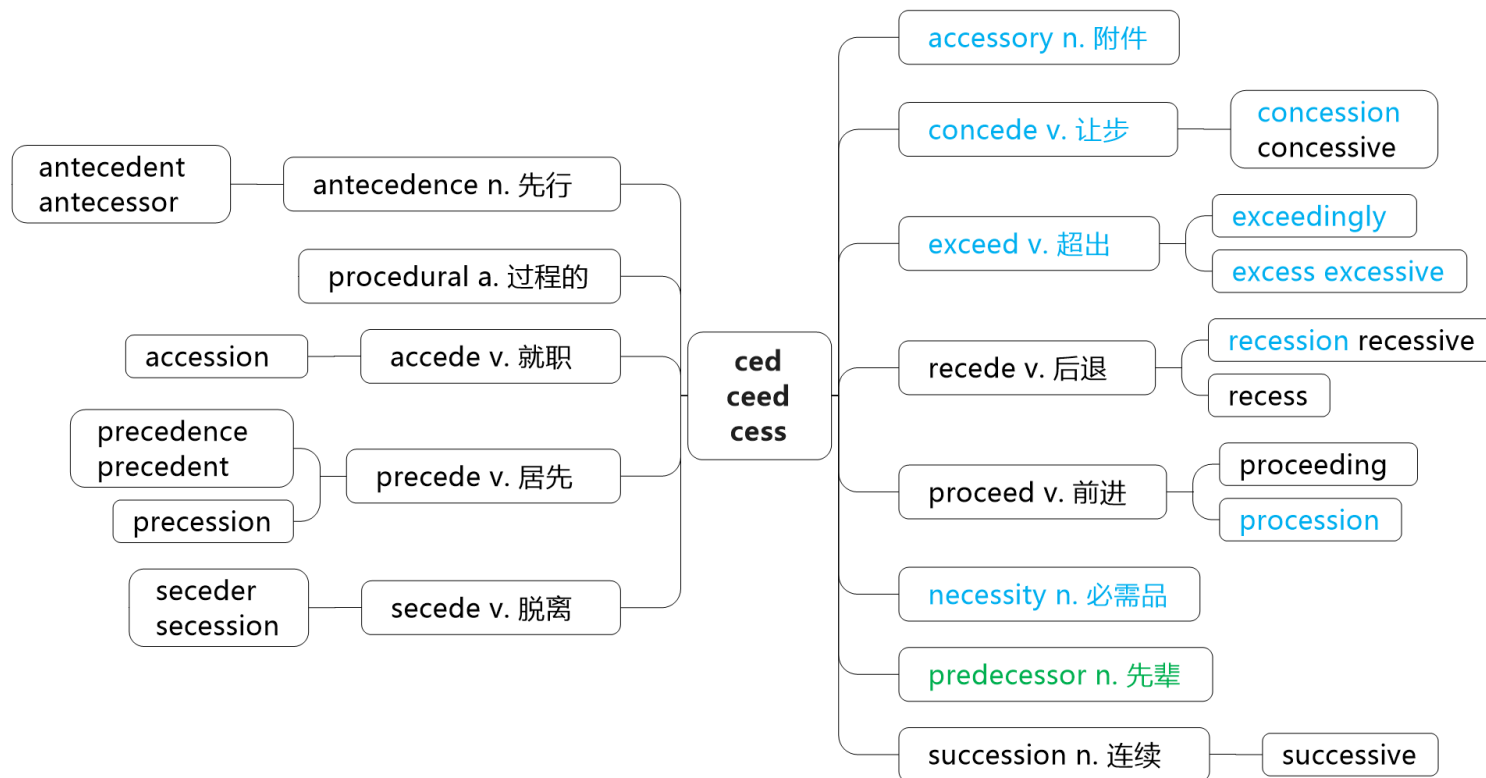 ced
ceed
cess
accessory n. 附件
concede v. 让步
concession
concessive
exceed v. 超出
exceedingly
excess excessive
recede v. 后退
recession recessive
recess
proceed v. 前进
proceeding
procession
necessity n. 必需品
predecessor n. 先辈
succession n. 连续
successive
antecedence n. 先行
antecedent
antecessor
procedural a. 过程的
accede v. 就职
accession
precede v. 居先
precedence
precedent
precession
secede v. 脱离
seceder
secession